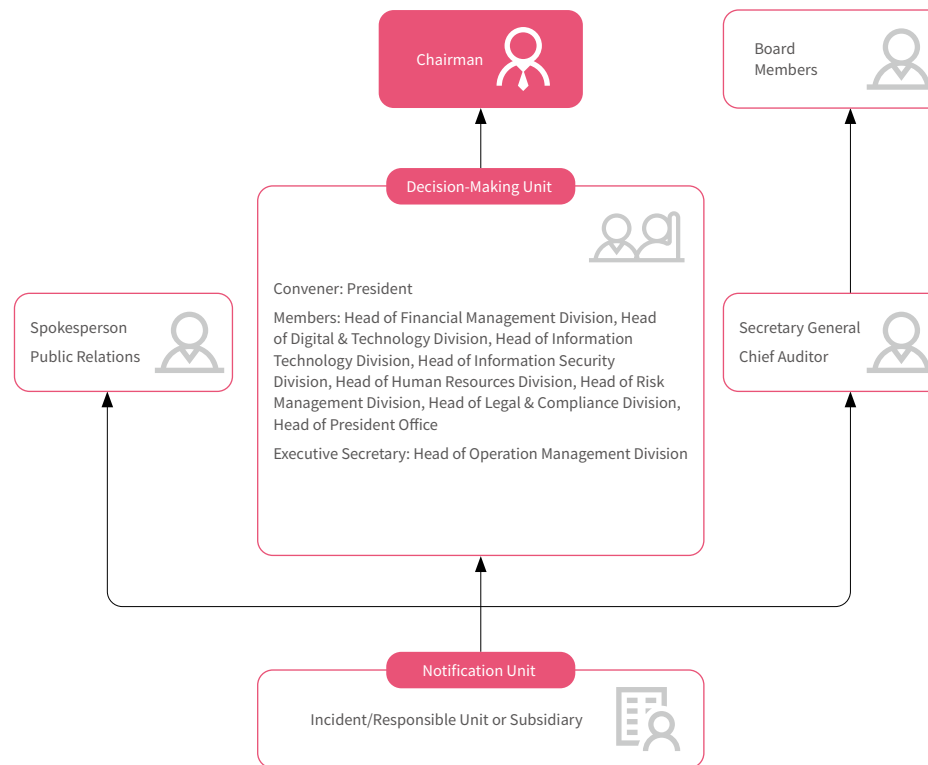 Chairman
Board
Members
Decision-Making Unit
Convener: President
Members: Head of Financial Management Division, Head
of Digital & Technology Division, Head of Information
Technology Division, Head of Information Security
Division, Head of Human Resources Division, Head of Risk
Management Division, Head of Legal & Compliance Division,
Head of President Office
Executive Secretary: Head of Operation Management Division
Spokesperson
Public Relations
Secretary General
Chief Auditor
Notification Unit
Incident/Responsible Unit or Subsidiary